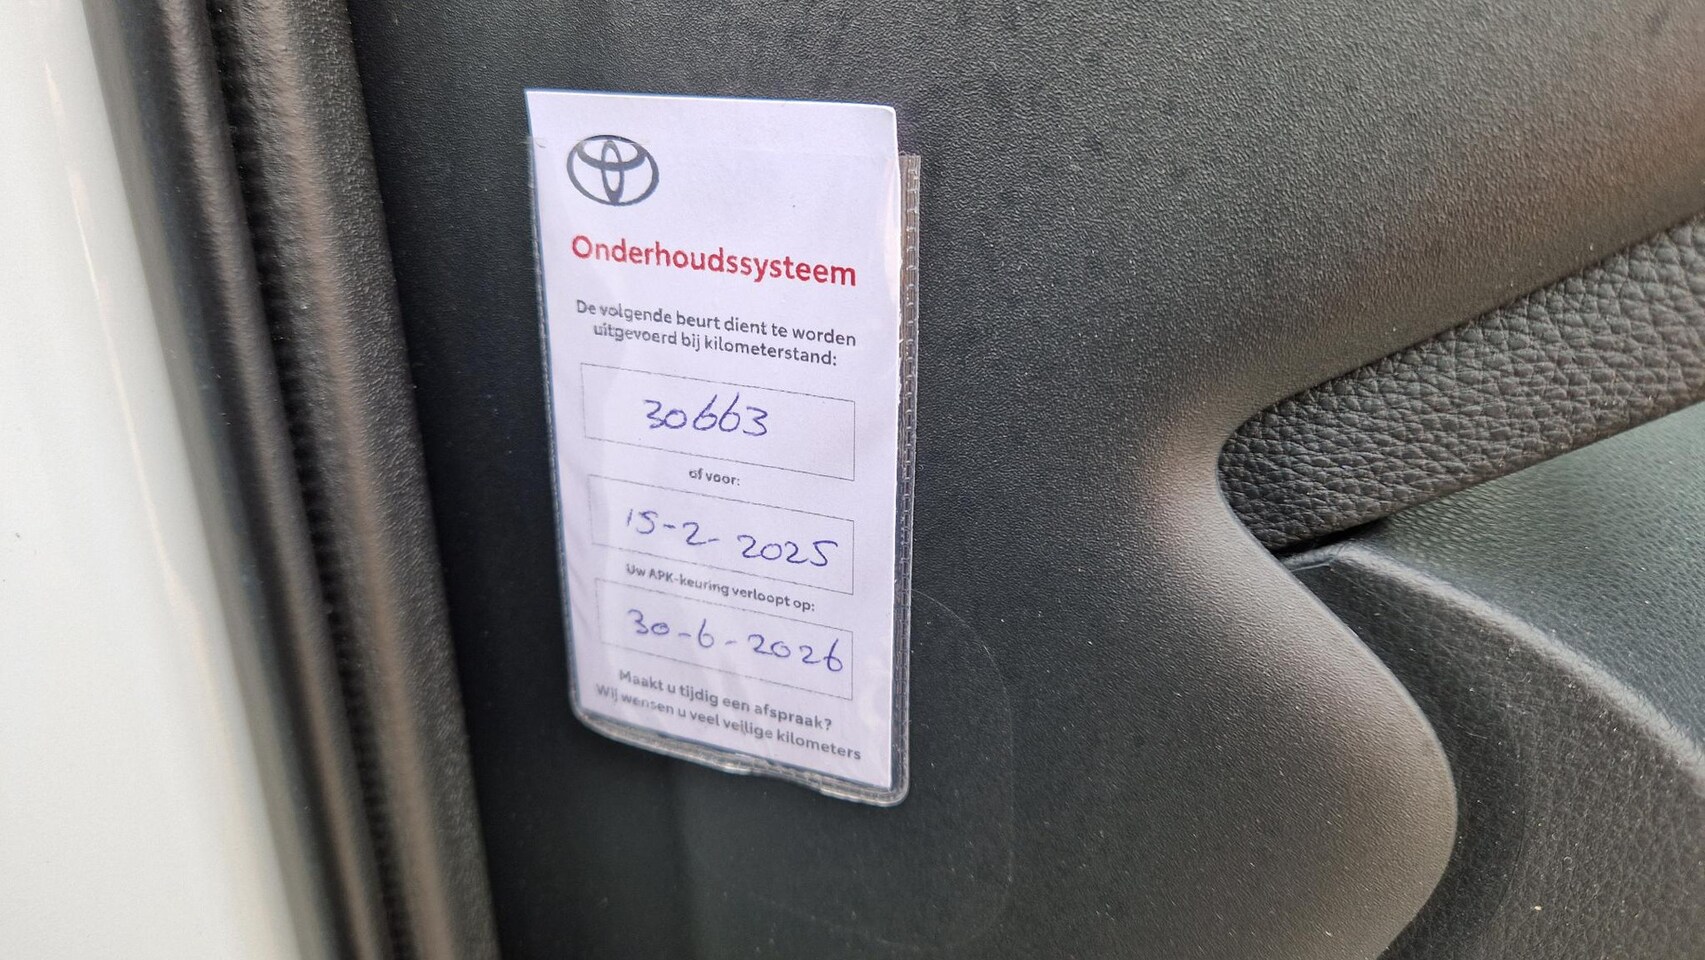 Onderhoudssysteem
De volgende beurt dient te worden
uitgevoerd bij kilometerstand:
30663
of voor:
15-2-2025
Uw APK-keuring verloopt op:
30-6-2026
Maakt u tijdig een afspraak?
Wij wensen u veel veilige kilometers